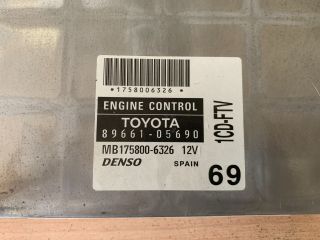 *1758006326*
ENGINE CONTROL
TOYOTA
89661-05690
MB175800-6326 12V
DENSO SPAIN
1CD-FTV
69